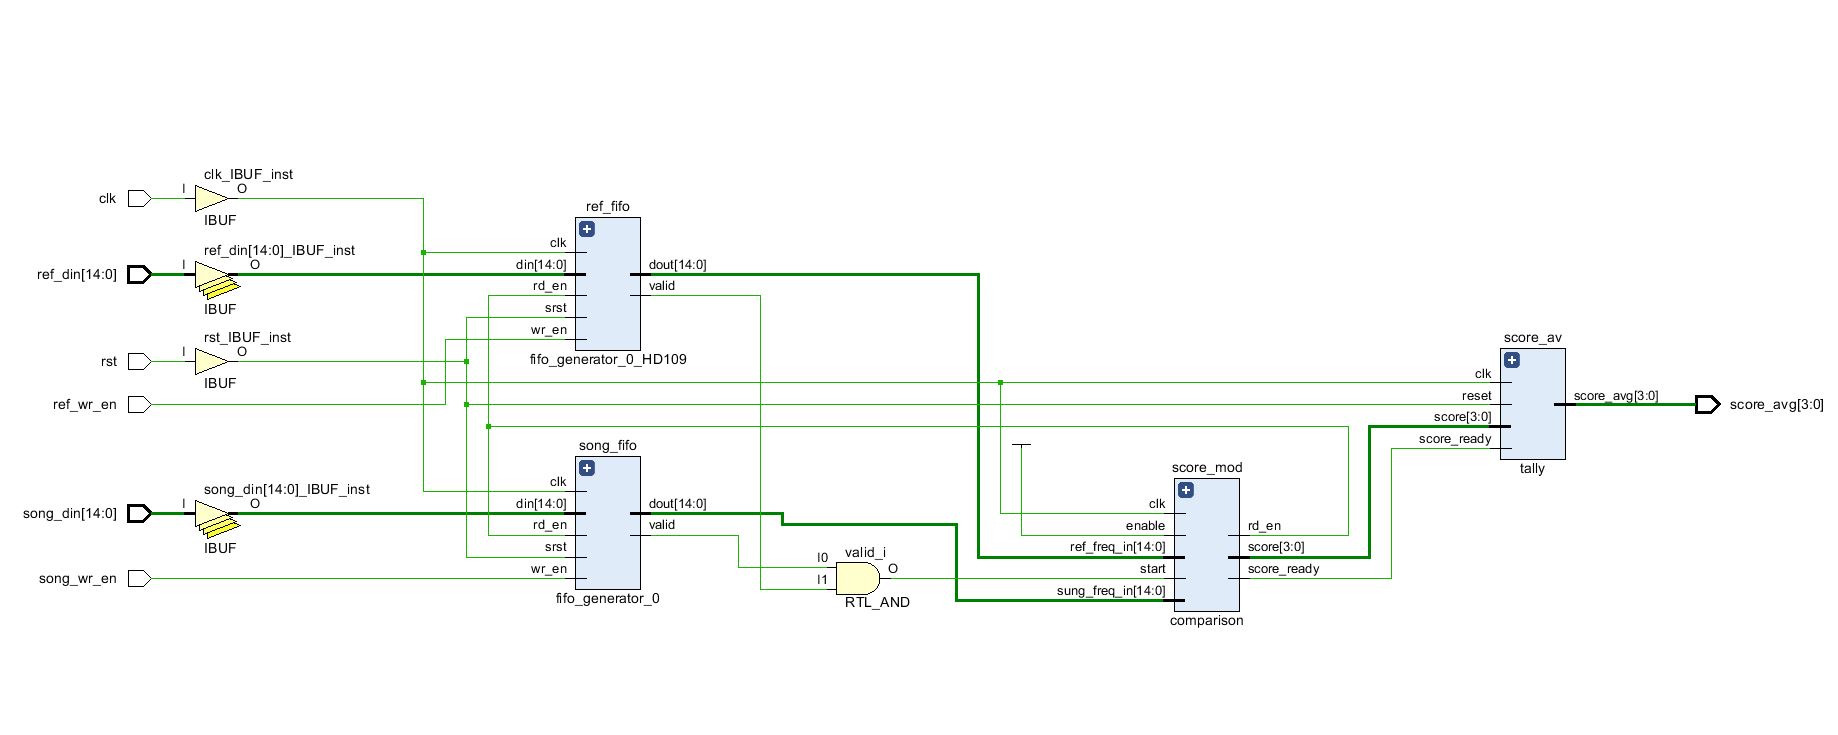 clk
I
clk_IBUF_inst
O
IBUF
ref_din[14:0]
I
ref_din[14:0]_IBUF_inst
O
IBUF
rst
I
rst_IBUF_inst
O
IBUF
ref_wr_en
song_din[14:0]
I
song_din[14:0]_IBUF_inst
O
IBUF
song_wr_en
ref_fifo
clk
din[14:0]
rd_en
srst
wr_en
dout[14:0]
valid
fifo_generator_0_HD109
song_fifo
clk
din[14:0]
rd_en
srst
wr_en
dout[14:0]
valid
fifo_generator_0
valid_i
I0
I1
O
RTL_AND
score_mod
clk
enable
ref_freq_in[14:0]
start
sung_freq_in[14:0]
rd_en
score[3:0]
score_ready
comparison
score_av
clk
reset
score[3:0]
score_ready
score_avg[3:0]
tally
score_avg[3:0]